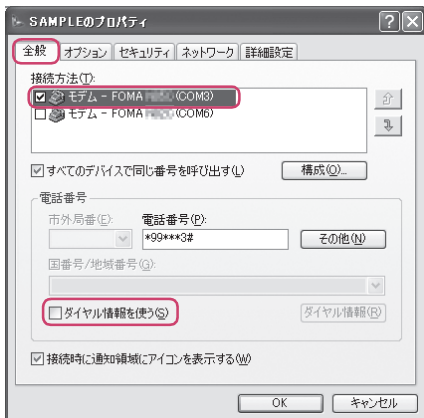 SAMPLEのプロパティ
全般 オプション セキュリティ ネットワーク 詳細設定
接続方法(T):
モデム - FOMA (COM3)
モデム - FOMA (COM6)
すべてのデバイスで同じ番号を呼び出す(L) 構成(O)...
電話番号
市外局番(E): 電話番号(P):
*99***3# その他(N)
国番号/地域番号(G):
ダイヤル情報を使う(S) ダイヤル情報(R)
接続時に通知領域にアイコンを表示する(W)
OK キャンセル